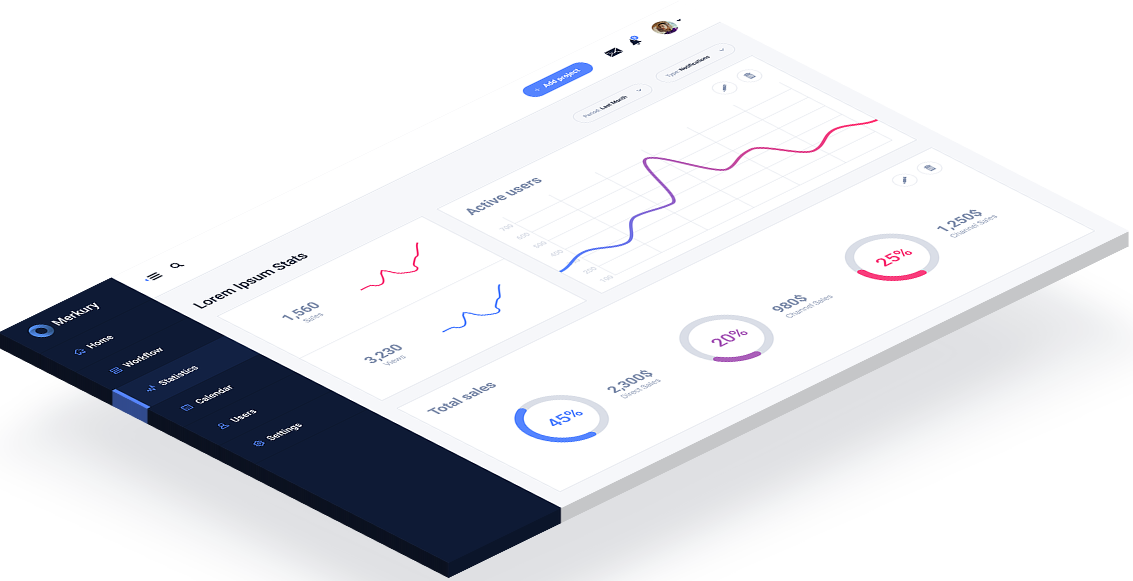 Merkury
Home
Workflow
Statistics
Calendar
Users
Settings
+ Add project
Lorem Ipsum Stats
Period: Last Month
Type: Notifications
1,560
Sales
3,230
Views
Active users
700
600
500
400
200
100
Total sales
45%
2,300$
Direct Sales
20%
980$
Channel Sales
25%
1,250$
Channel Sales